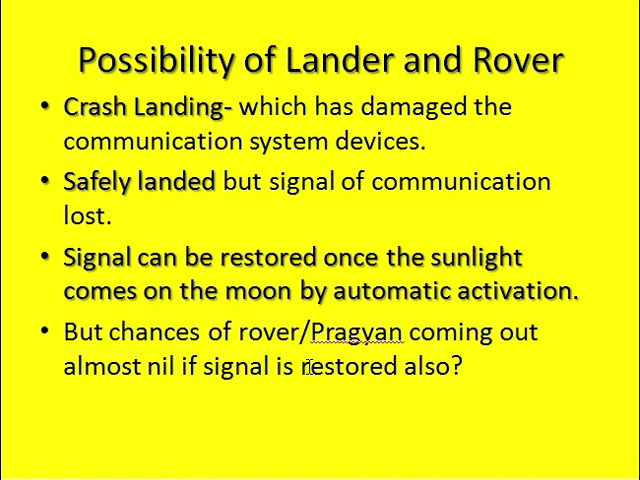 Possibility of Lander and Rover
• Crash Landing- which has damaged the
communication system devices.
• Safely landed but signal of communication
lost.
• Signal can be restored once the sunlight
comes on the moon by automatic activation.
• But chances of rover/Pragyan coming out
almost nil if signal is restored also?